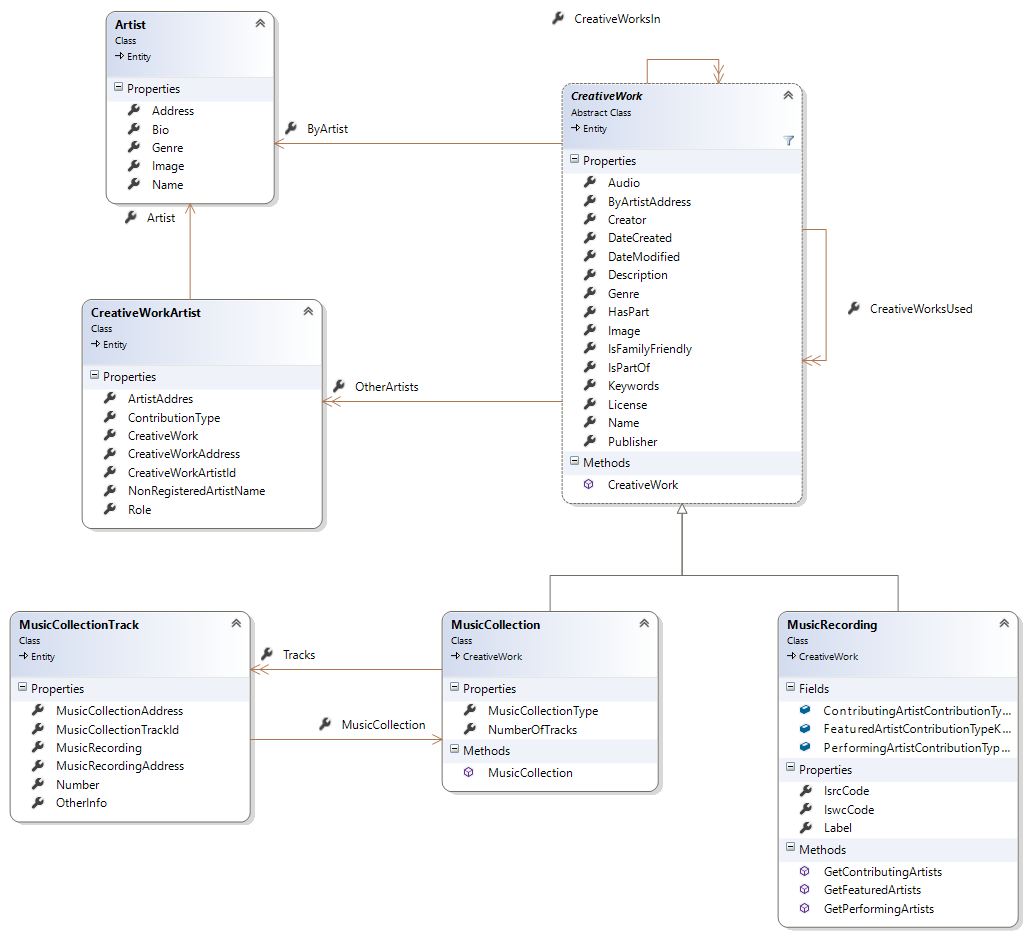 CreativeWorksIn
Artist
Class
Entity
Properties
Address
Bio
Genre
Image
Name
ByArtist
Artist
CreativeWork
Abstract Class
Entity
Properties
Audio
ByArtistAddress
Creator
DateCreated
DateModified
Description
Genre
HasPart
Image
IsFamilyFriendly
IsPartOf
Keywords
License
Name
Publisher
Methods
CreativeWork
CreativeWorksUsed
CreativeWorkArtist
Class
Entity
Properties
ArtistAddres
ContributionType
CreativeWork
CreativeWorkAddress
CreativeWorkArtistId
NonRegisteredArtistName
Role
OtherArtists
MusicCollectionTrack
Class
Entity
Properties
MusicCollectionAddress
MusicCollectionTrackId
MusicRecording
MusicRecordingAddress
Number
OtherInfo
Tracks
MusicCollection
MusicCollection
Class
CreativeWork
Properties
MusicCollectionType
NumberOfTracks
Methods
MusicCollection
MusicRecording
Class
CreativeWork
Fields
ContributingArtistContributionTy...
FeaturedArtistContributionTypeK...
PerformingArtistContributionTyp...
Properties
IsrcCode
IswcCode
Label
Methods
GetContributingArtists
GetFeaturedArtists
GetPerformingArtists